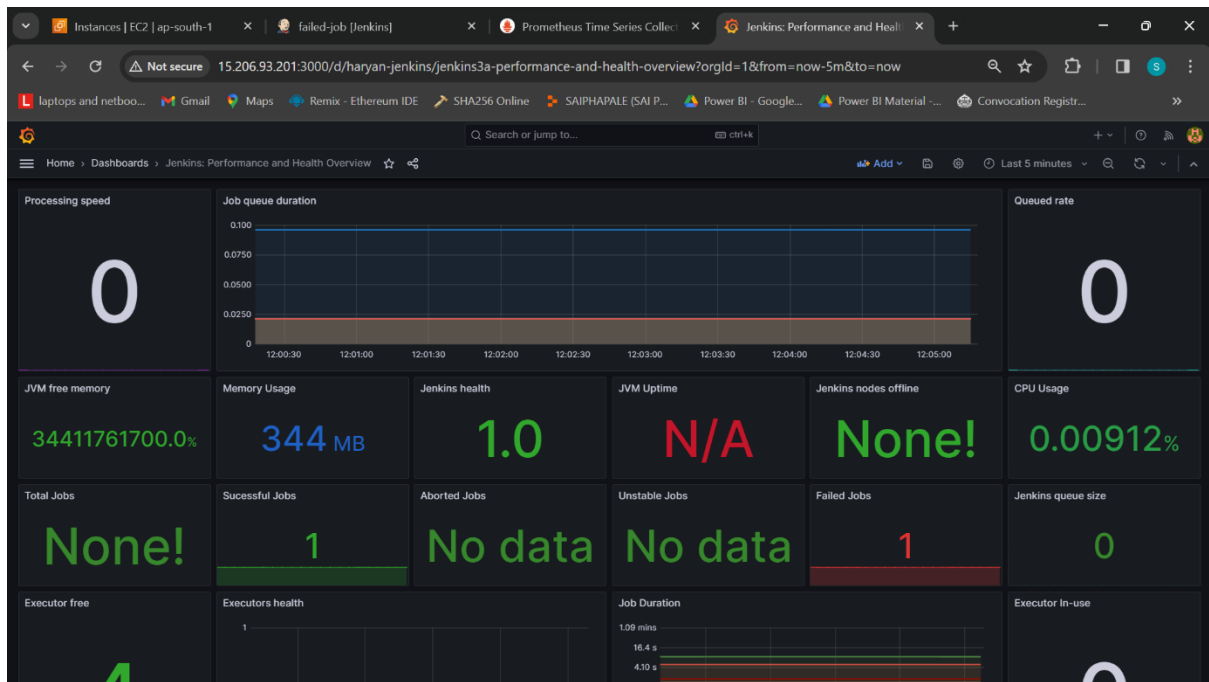 Instances | EC2 | ap-south-1
failed-job [Jenkins]
Prometheus Time Series Collect
Jenkins: Performance and Healt
Not secure
15.206.93.201:3000/d/haryan-jenkins/jenkins3a-performance-and-health-overview?orgId=1&from=now-5m&to=now
S
L laptops and netboo...
Gmail
Maps
Remix - Ethereum IDE
SHA256 Online
SAIPHAPALE (SAI P...
Power BI - Google...
Power BI Material -...
Convocation Registr...
»
Search or jump to...
ctrl+k
Home › Dashboards › Jenkins: Performance and Health Overview
Add
Last 5 minutes
Processing speed
0
Job queue duration
0.100
0.0750
0.0500
0.0250
0
12:00:30 12:01:00 12:01:30 12:02:00 12:02:30 12:03:00 12:03:30 12:04:00 12:04:30 12:05:00
Queued rate
0
JVM free memory
34411761700.0%
Memory Usage
344 MB
Jenkins health
1.0
JVM Uptime
N/A
Jenkins nodes offline
None!
CPU Usage
0.00912%
Total Jobs
None!
Sucessful Jobs
1
Aborted Jobs
No data
Unstable Jobs
No data
Failed Jobs
1
Jenkins queue size
0
Executor free
Executors health
1
Job Duration
1.09 mins
16.4 s
4.10 s
Executor In-use